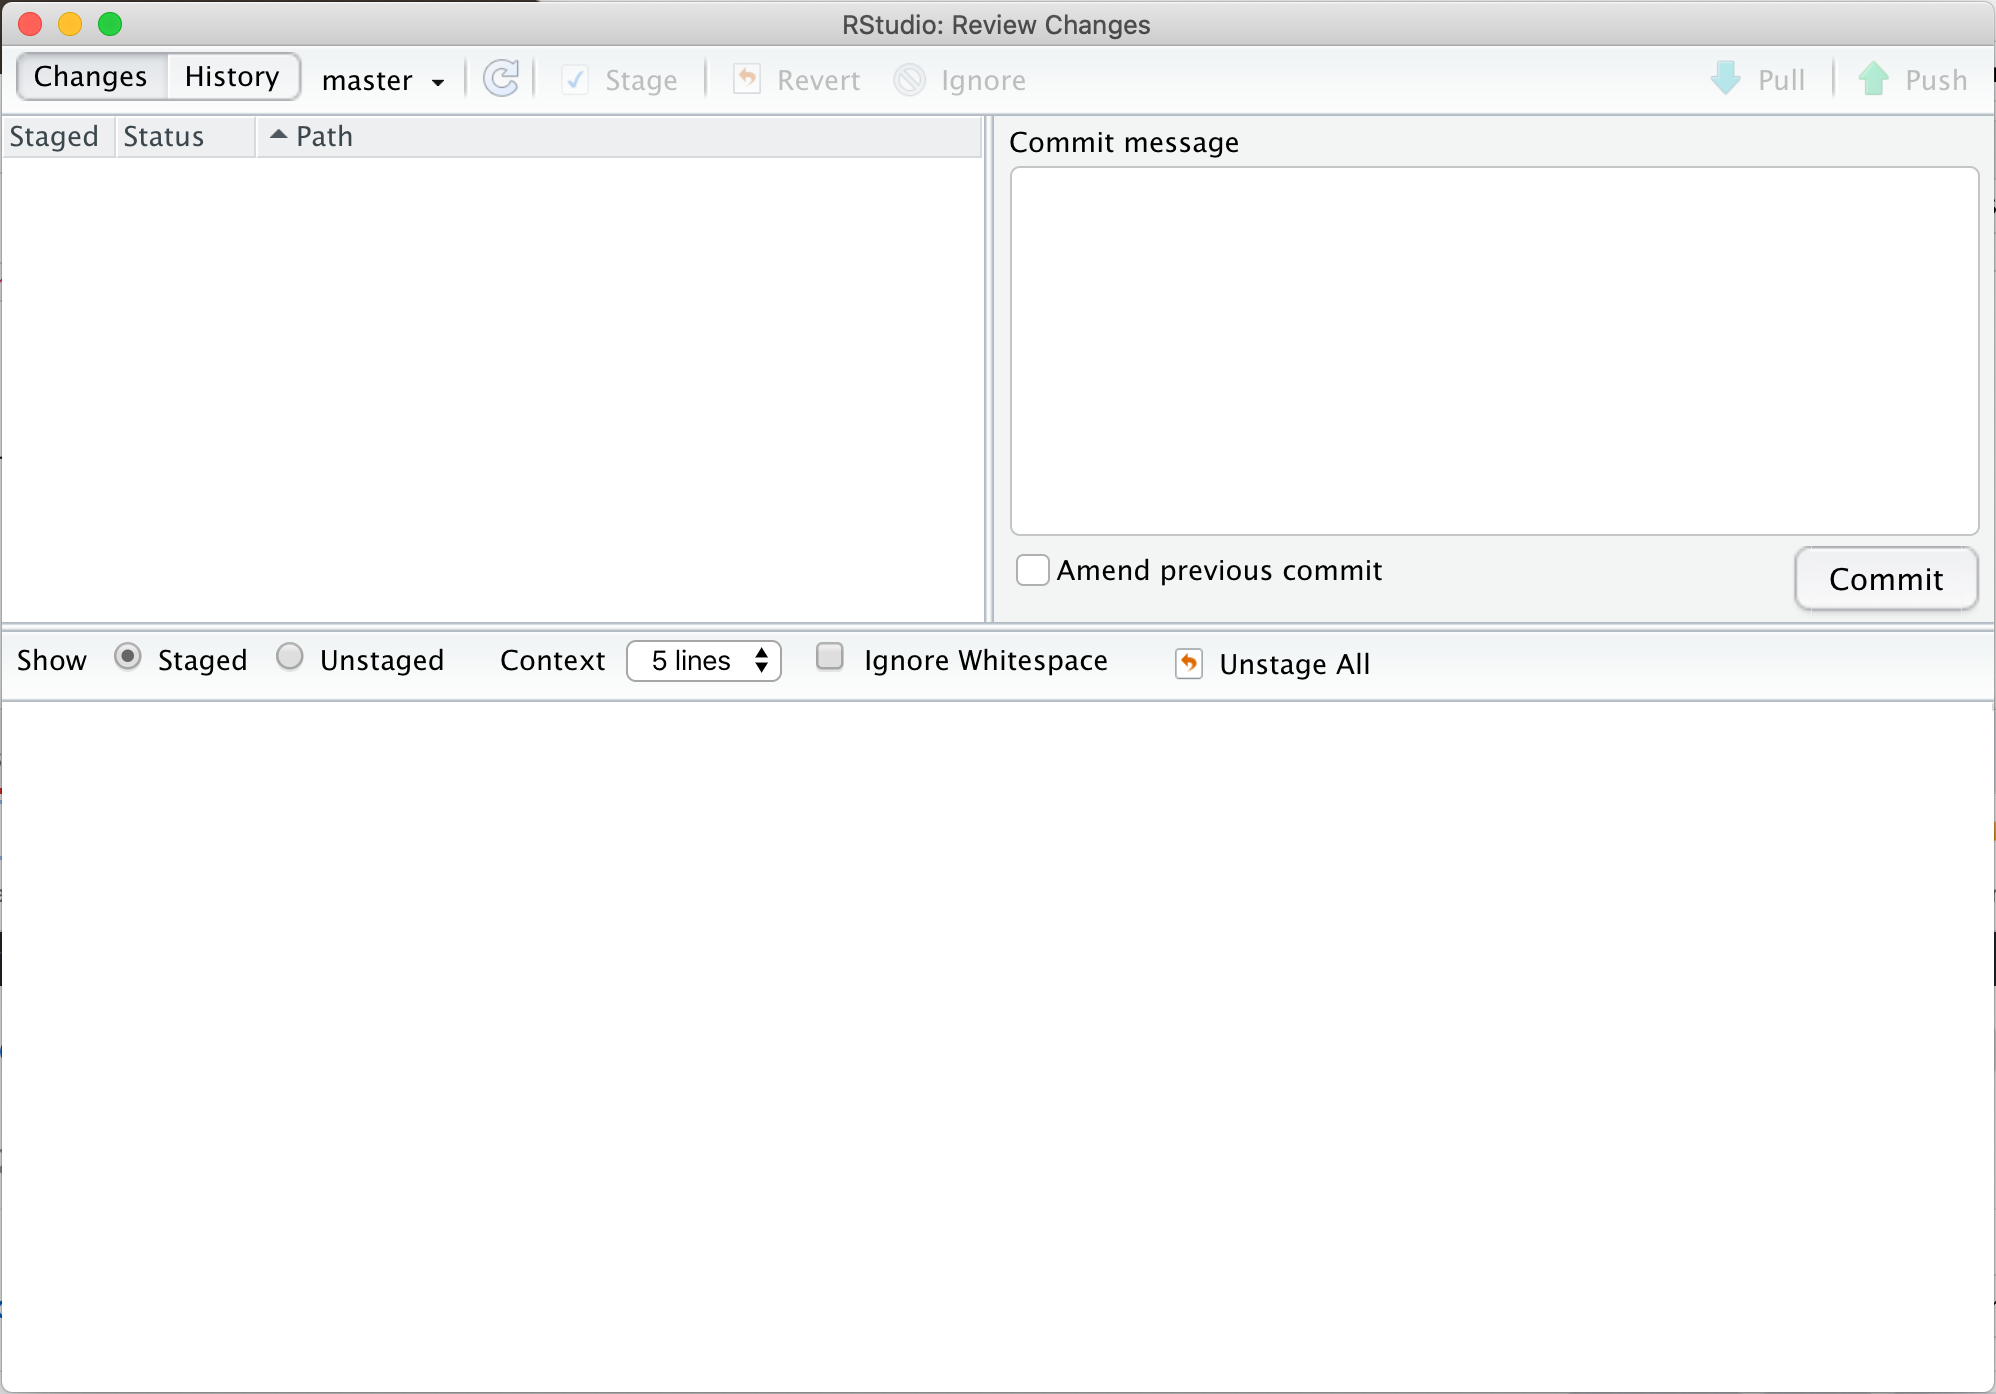 RStudio: Review Changes
Changes History master Stage Revert Ignore Pull Push
Staged Status Path
Commit message
Amend previous commit
Commit
Show Staged Unstaged Context 5 lines Ignore Whitespace Unstage All